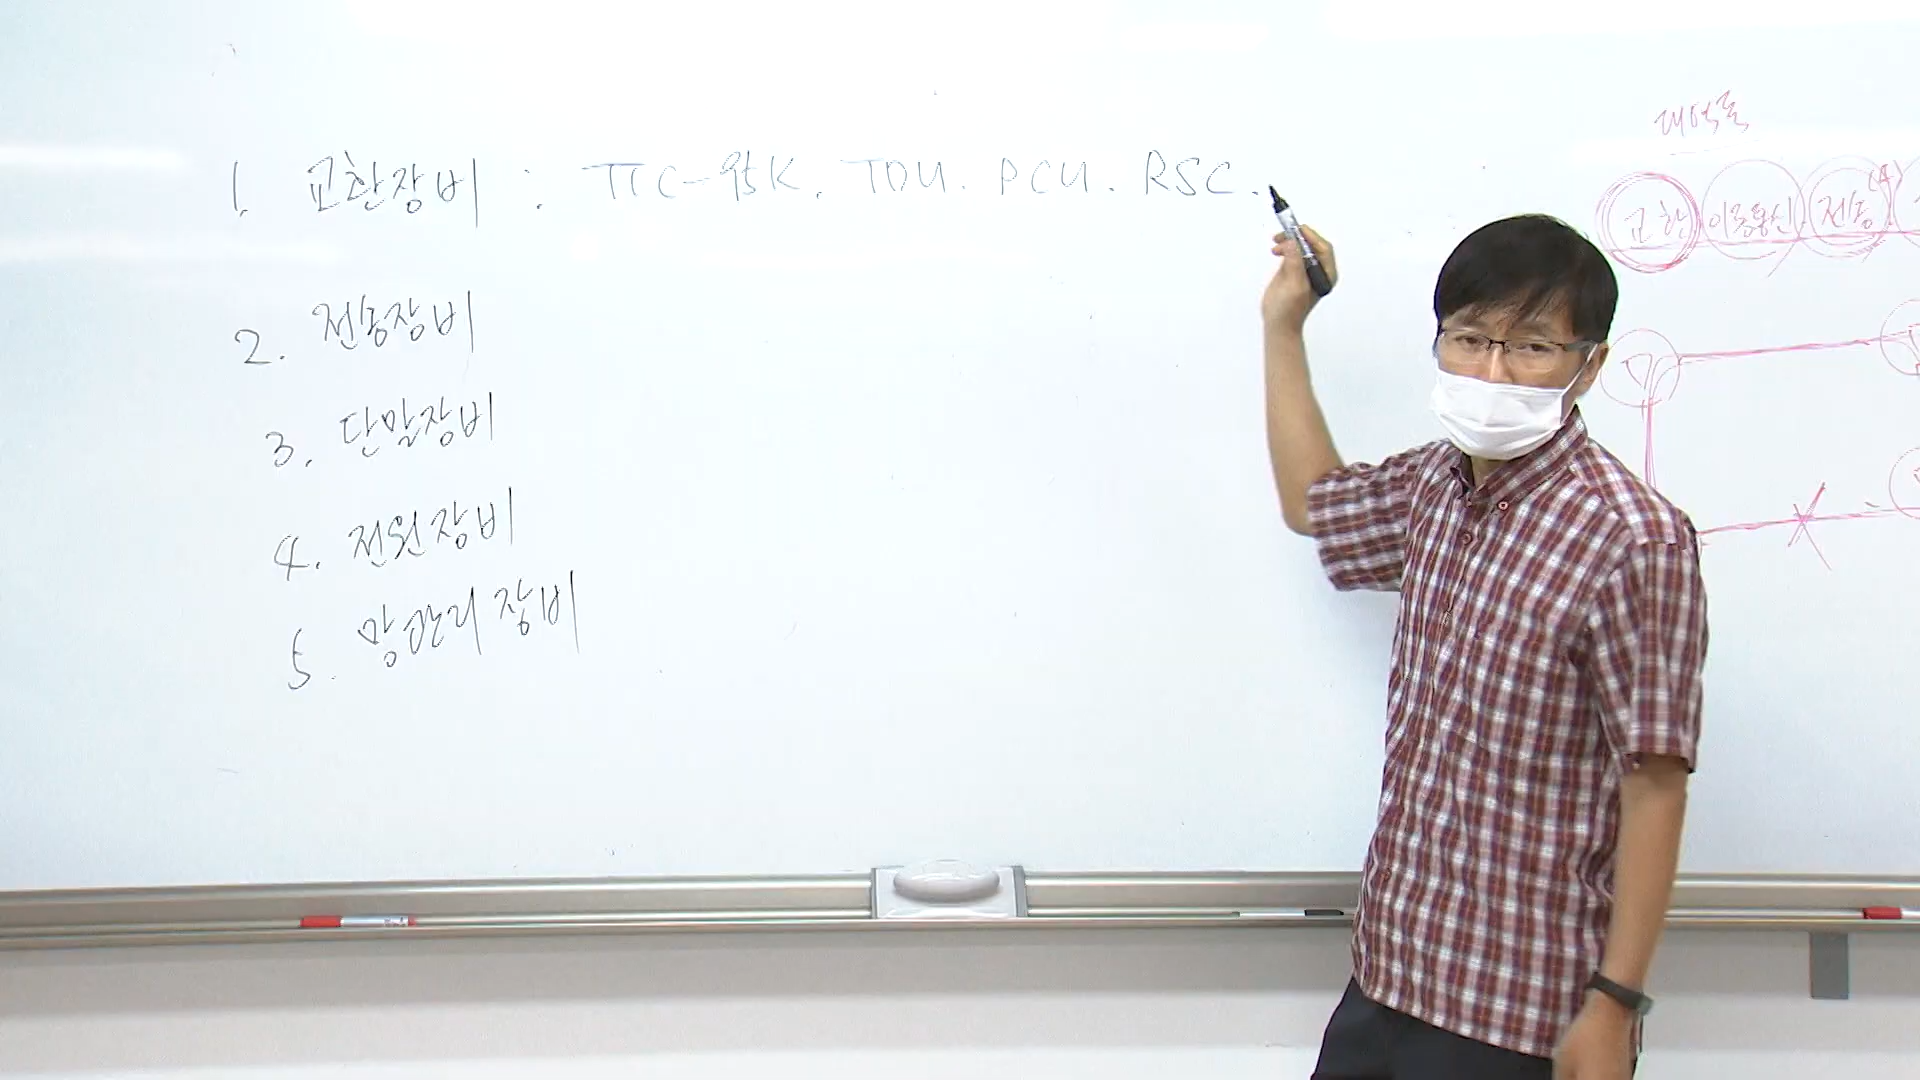 1. 교환장비 : TTC-95K. TDU. PCU. RSC.
2. 전송장비
3. 단말장비
4. 전원장비
5. 망관리 장비
교환 이동통신 전송 (4)